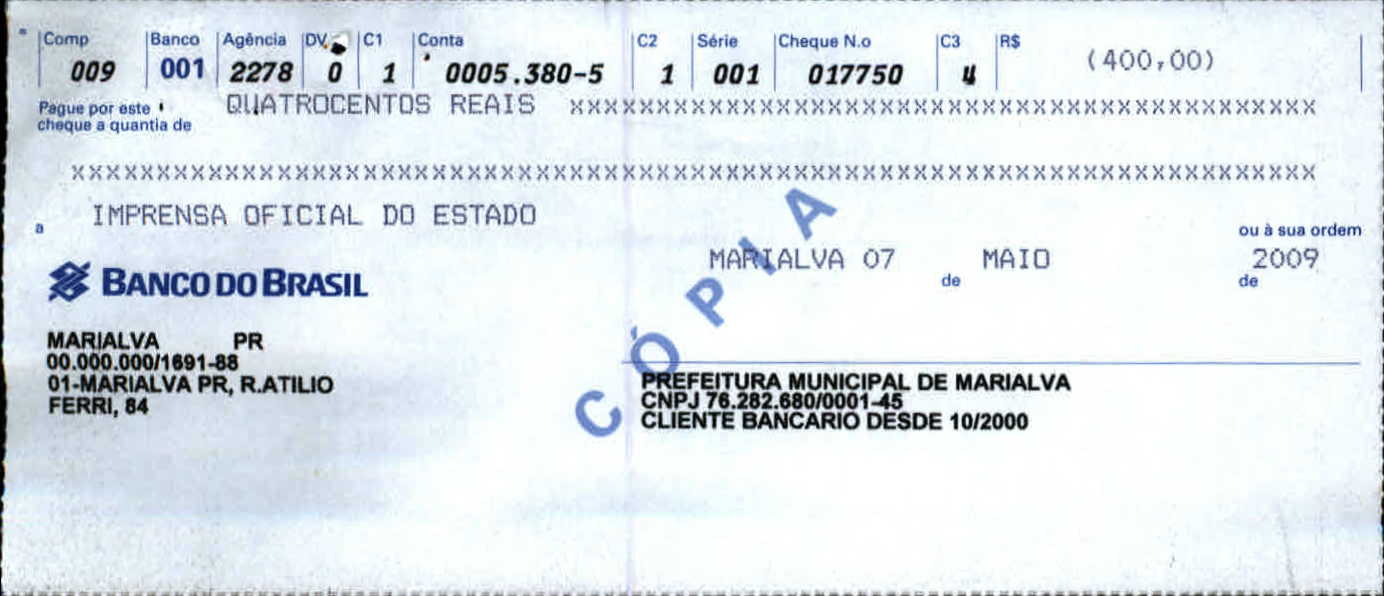 Comp Banco Agência DV. C1 Conta C2 Série Cheque N.o C3 R$ (400,00)
009 001 2278 0 1 0005.380-5 1 001 017750 4
Pague por este QUATROCENTOS REAIS xxxxxxxxxxxxxxxxxxxxxxxxxxxxxxxxxxxxxxxxxxxxxxxxxxxx
cheque a quantia de
XXXXXXXXXXXXXXXXXXXXXXXXXXXXXXXXXXXXXXXXXXXXXXXXXXXXXXXXXXXXXXXXXXXXXXXXXX
a IMPRENSA OFICIAL DO ESTADO
ou à sua ordem
MARIALVA 07 de MAIO de 2009
BANCO DO BRASIL
MARIALVA PR
00.000.000/1691-88
01-MARIALVA PR, R.ATILIO
FERRI, 84
PREFEITURA MUNICIPAL DE MARIALVA
CNPJ 76.282.680/0001-45
CLIENTE BANCARIO DESDE 10/2000
CÓPIA